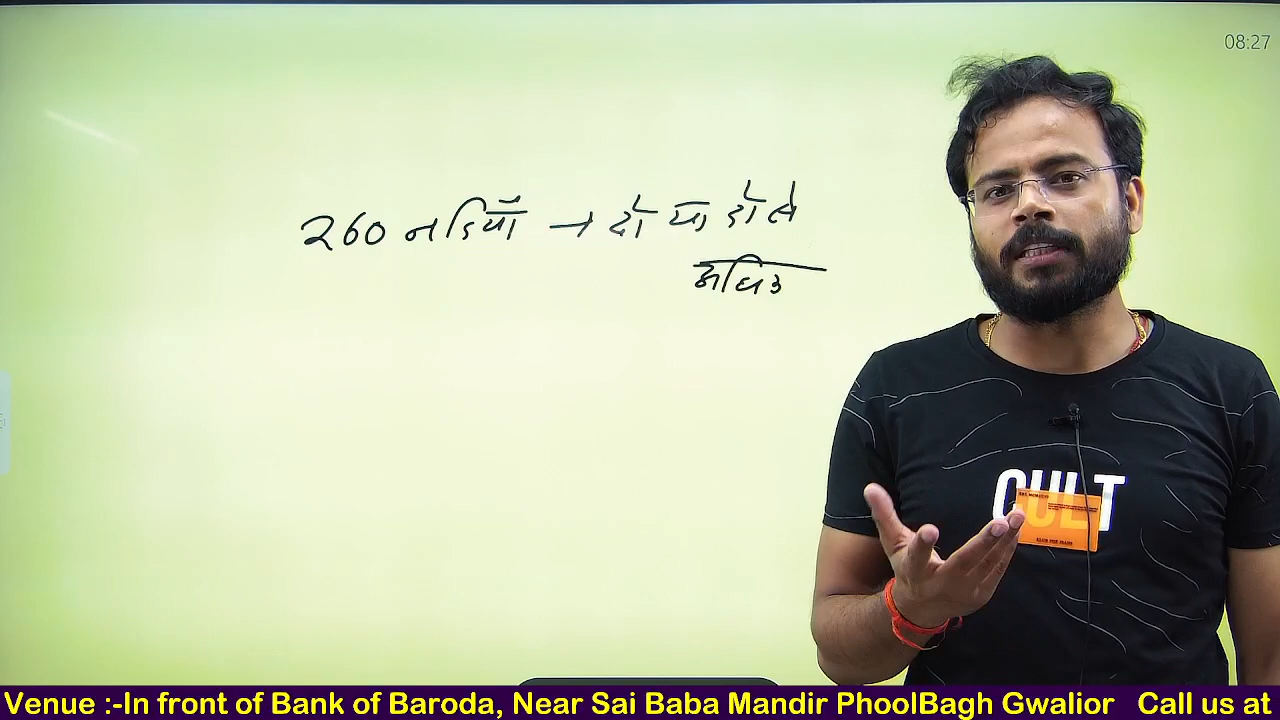 08:27
260 नदियाँ → दो या दो से
अधिक
CULT
Venue :-In front of Bank of Baroda, Near Sai Baba Mandir PhoolBagh Gwalior Call us at